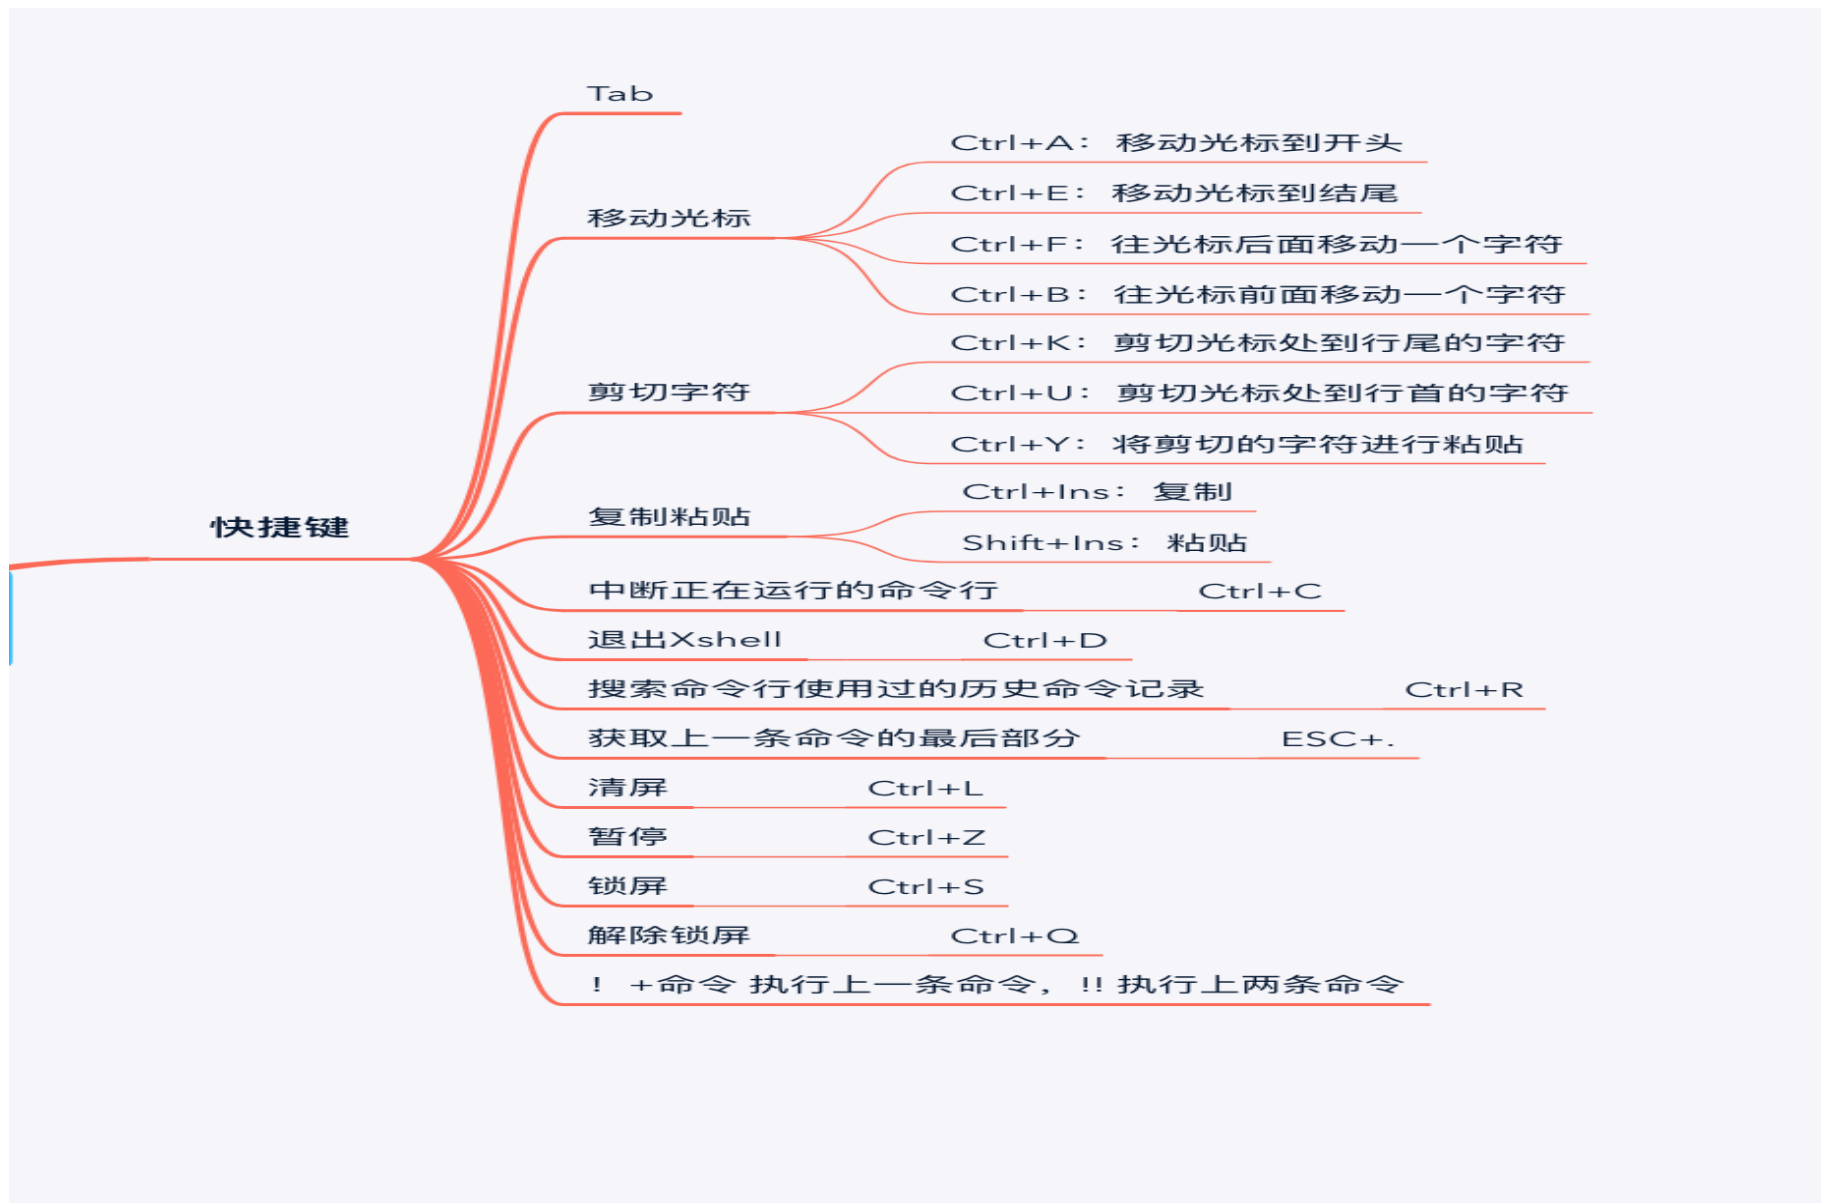 Tab
Ctrl+A：移动光标到开头
Ctrl+E：移动光标到结尾
移动光标
Ctrl+F：往光标后面移动一个字符
Ctrl+B：往光标前面移动一个字符
Ctrl+K：剪切光标处到行尾的字符
剪切字符
Ctrl+U：剪切光标处到行首的字符
Ctrl+Y：将剪切的字符进行粘贴
Ctrl+Ins：复制
复制粘贴
快捷键
Shift+Ins：粘贴
中断正在运行的命令行 Ctrl+C
退出Xshell Ctrl+D
搜索命令行使用过的历史命令记录 Ctrl+R
获取上一条命令的最后部分 ESC+.
清屏 Ctrl+L
暂停 Ctrl+Z
锁屏 Ctrl+S
解除锁屏 Ctrl+Q
！+命令 执行上一条命令，!! 执行上两条命令